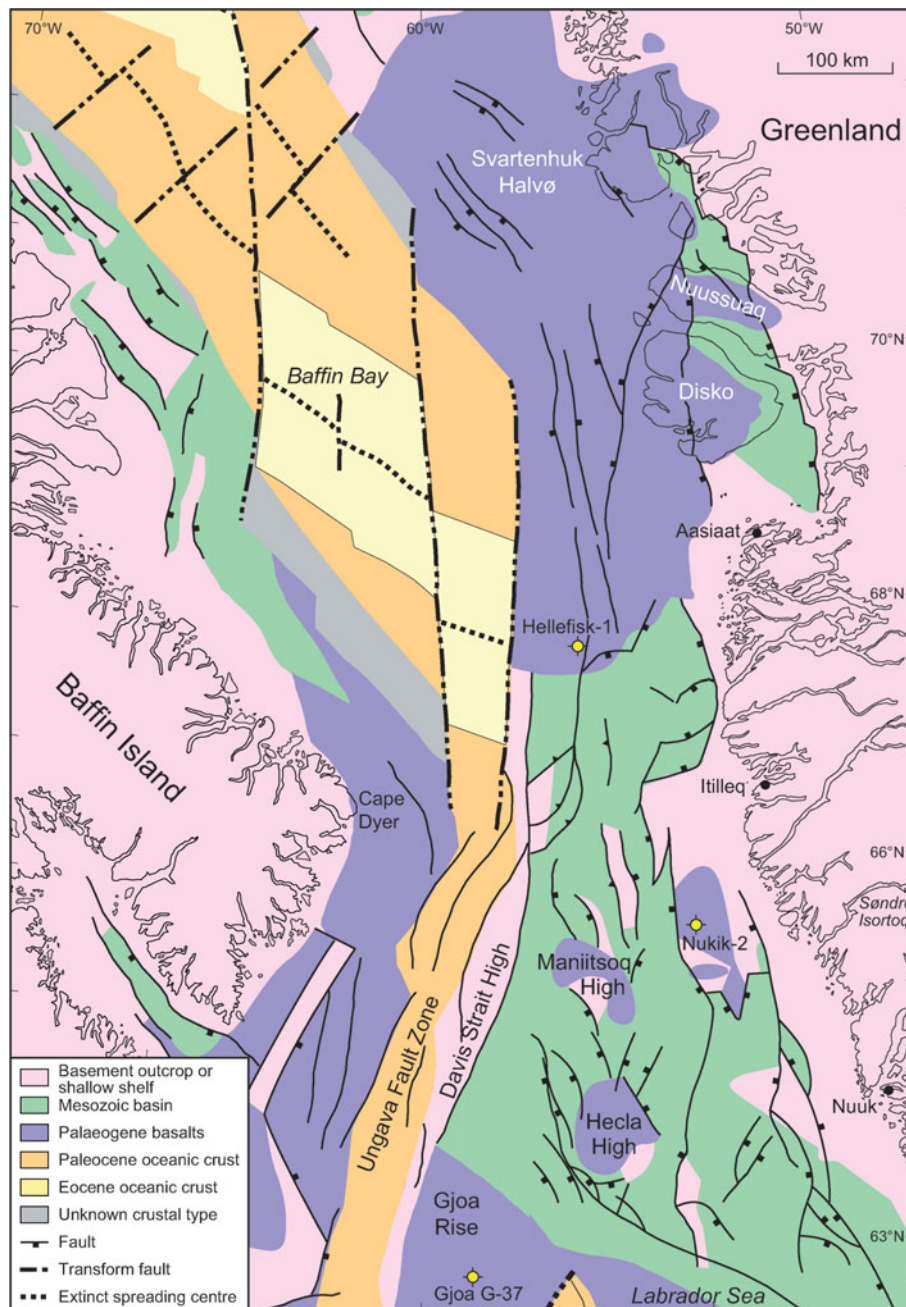 70°W
60°W
50°W
100 km
Greenland
Svartenhuk
Halvø
Nuussuaq
70°N
Baffin Bay
Disko
Aasiaat
68°N
Hellefisk-1
Baffin Island
Itilleq
Cape
Dyer
66°N
Søndre
Isortoq
Nukik-2
Maniitsoq
High
Ungava Fault Zone
Davis Strait High
Nuuk
Hecla
High
Gjoa
Rise
63°N
Gjoa G-37
Labrador Sea
Basement outcrop or
shallow shelf
Mesozoic basin
Palaeogene basalts
Paleocene oceanic crust
Eocene oceanic crust
Unknown crustal type
Fault
Transform fault
Extinct spreading centre